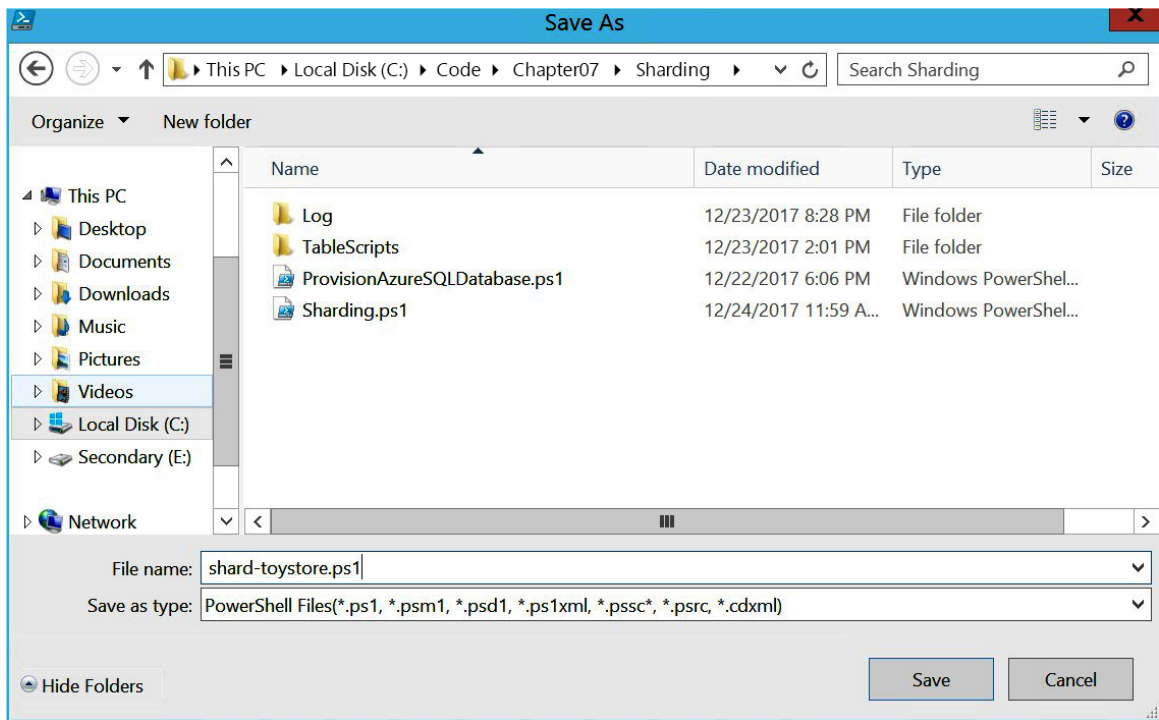 Save As
This PC Local Disk (C:) Code Chapter07 Sharding
Search Sharding
Organize New folder
Name Date modified Type Size
This PC
Desktop
Documents
Downloads
Music
Pictures
Videos
Local Disk (C:)
Secondary (E:)
Network
Log 12/23/2017 8:28 PM File folder
TableScripts 12/23/2017 2:01 PM File folder
ProvisionAzureSQLDatabase.ps1 12/22/2017 6:06 PM Windows PowerShel...
Sharding.ps1 12/24/2017 11:59 A... Windows PowerShel...
File name: shard-toystore.ps1
Save as type: PowerShell Files(*.ps1, *.psm1, *.psd1, *.ps1xml, *.pssc*, *.psrc, *.cdxml)
Hide Folders
Save Cancel